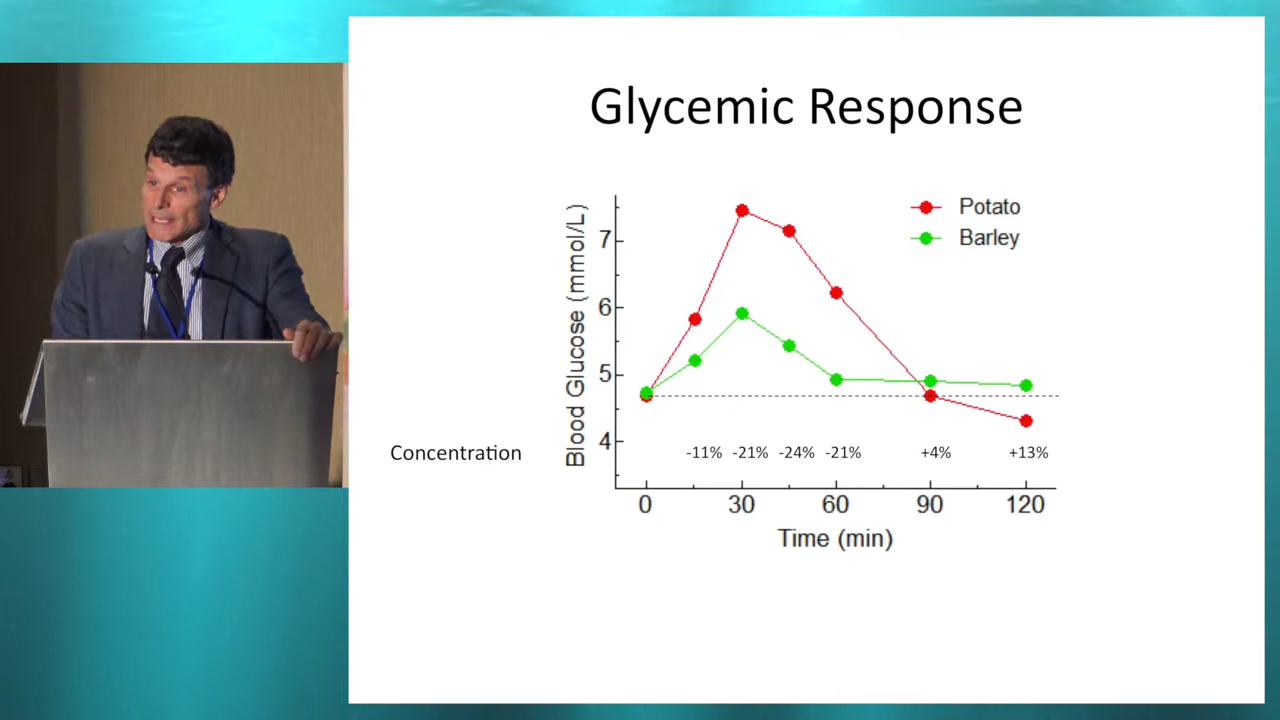 Glycemic Response
Potato
Barley
Blood Glucose (mmol/L)
7
6
5
4
Concentration
-11% -21% -24% -21% +4% +13%
0 30 60 90 120
Time (min)